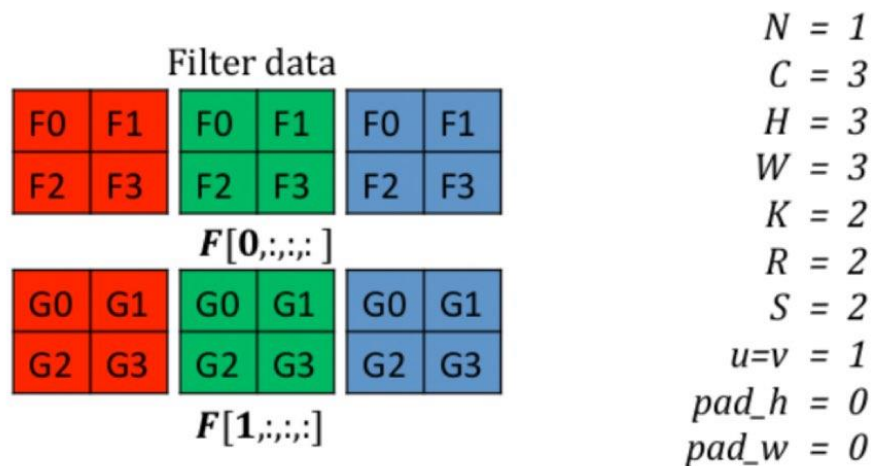 Filter data
F0 F1 F0 F1 F0 F1
F2 F3 F2 F3 F2 F3
F[0,:,:,: ]
G0 G1 G0 G1 G0 G1
G2 G3 G2 G3 G2 G3
F[1,:,:,:]
N = 1
C = 3
H = 3
W = 3
K = 2
R = 2
S = 2
u=v = 1
pad_h = 0
pad_w = 0